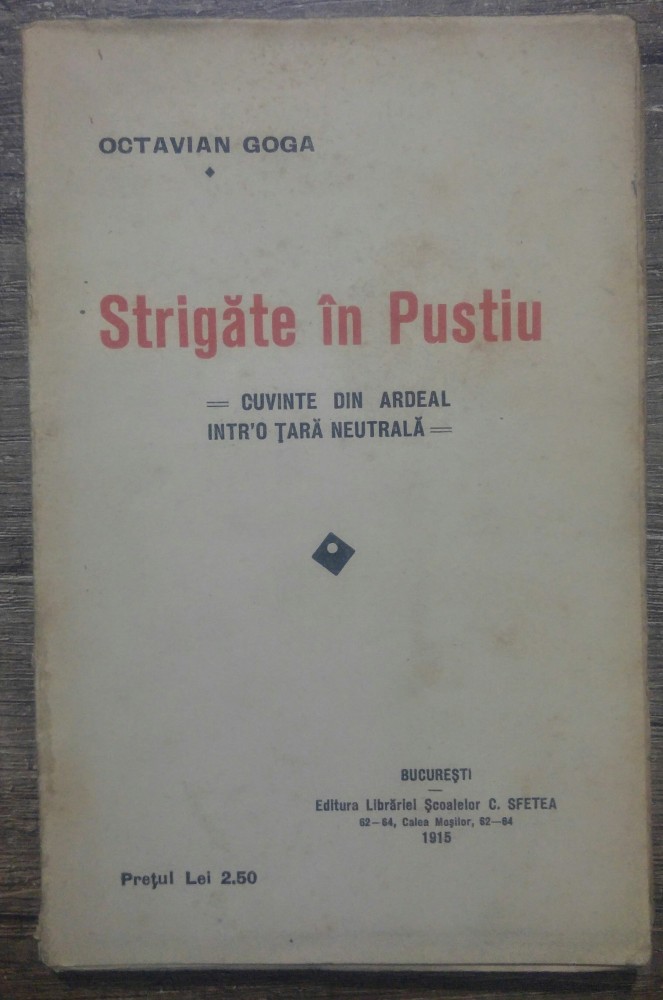 OCTAVIAN GOGA
Strigăte în Pustiu
= CUVINTE DIN ARDEAL
INTR'O ȚARĂ NEUTRALĂ =
BUCUREȘTI
Editura Librăriei Școalelor C. SFETEA
62—64, Calea Moșilor, 62—64
1915
Prețul Lei 2.50